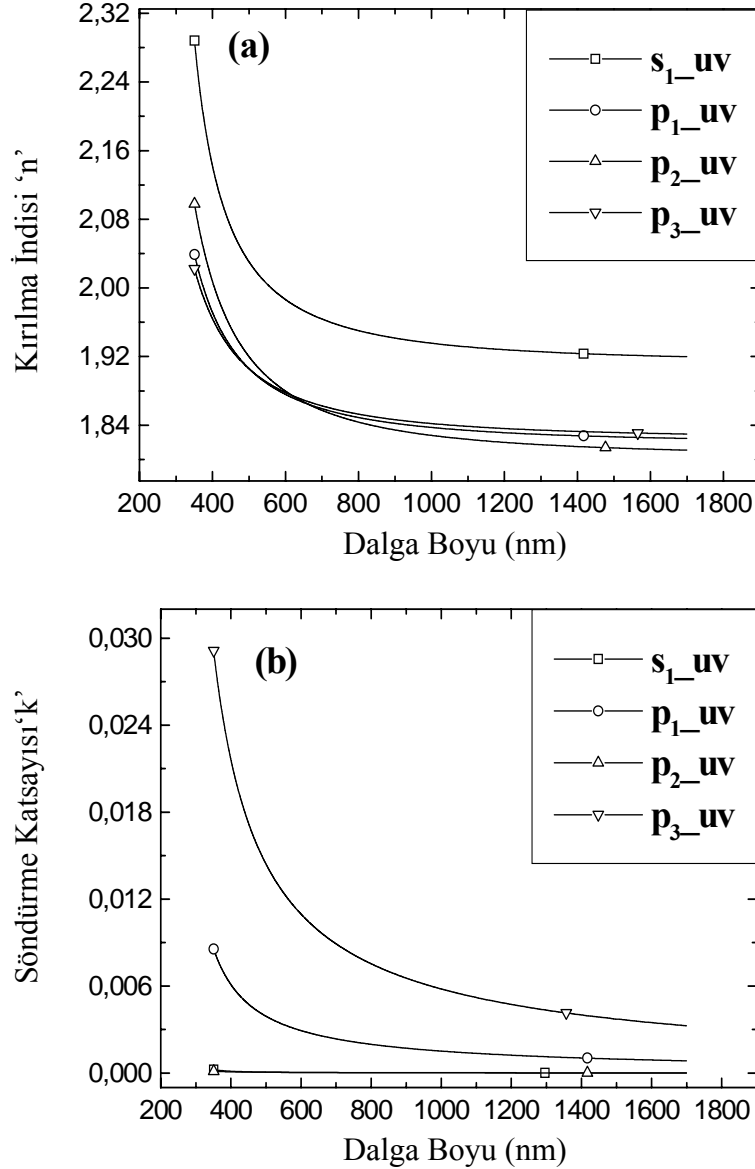 2,32
2,24
2,16
2,08
2,00
1,92
1,84
Kırılma İndisi ‘n’
(a)
s1_uv
p1_uv
p2_uv
p3_uv
200 400 600 800 1000 1200 1400 1600 1800
Dalga Boyu (nm)
0,030
0,024
0,018
0,012
0,006
0,000
Söndürme Katsayısı‘k’
(b)
s1_uv
p1_uv
p2_uv
p3_uv
200 400 600 800 1000 1200 1400 1600 1800
Dalga Boyu (nm)